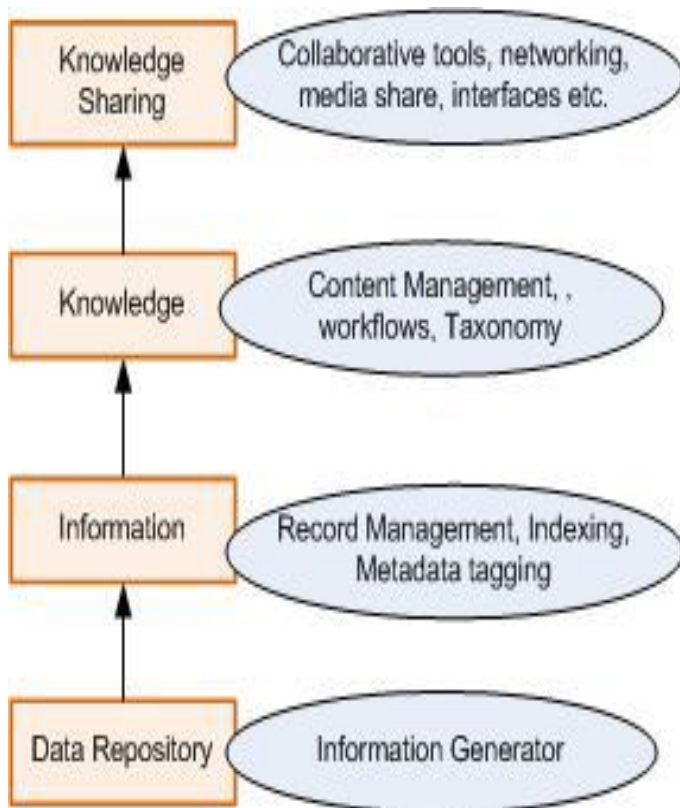 Knowledge
Sharing
Collaborative tools, networking,
media share, interfaces etc.
Knowledge
Content Management, ,
workflows, Taxonomy
Information
Record Management, Indexing,
Metadata tagging
Data Repository
Information Generator